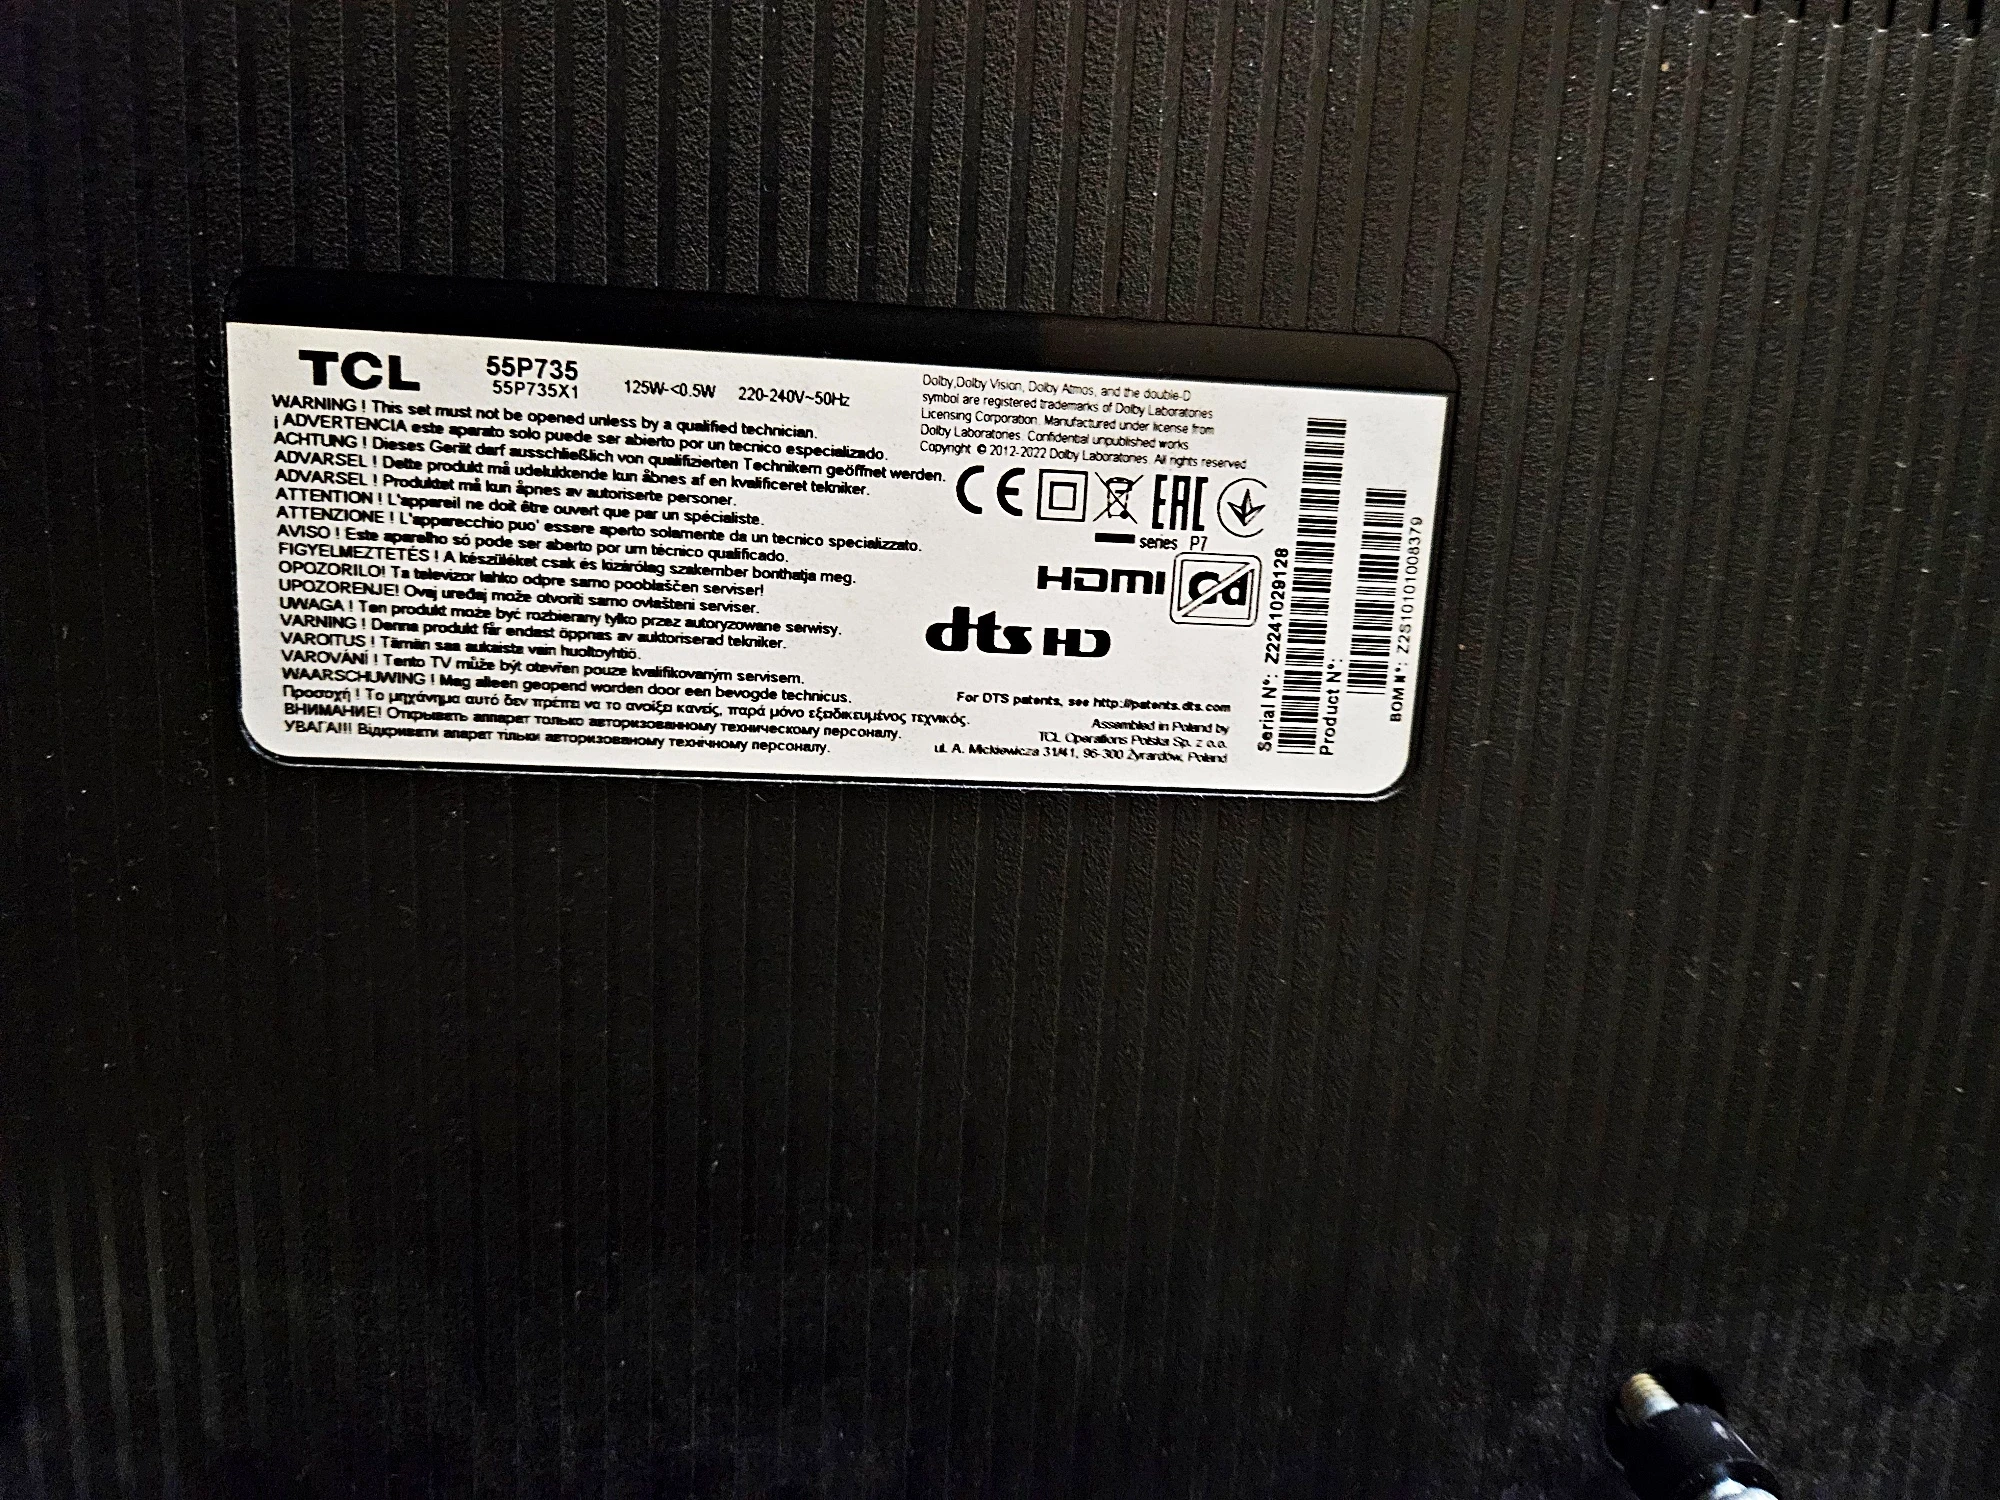 TCL
55P735
55P735X1
125W-<0.5W 220-240V~50Hz
WARNING ! This set must not be opened unless by a qualified technician.
¡ ADVERTENCIA este aparato solo puede ser abierto por un tecnico especializado.
ACHTUNG ! Dieses Gerät darf ausschließlich von qualifizierten Technikern geöffnet werden.
ADVARSEL ! Dette produkt må udelukkende kun åbnes af en kvalificeret tekniker.
ADVARSEL ! Produktet må kun åpnes av autoriserte personer.
ATTENTION ! L'appareil ne doit être ouvert que par un spécialiste.
ATTENZIONE ! L'apparecchio puo' essere aperto solamente da un tecnico specializzato.
AVISO ! Este aparelho só pode ser aberto por um técnico qualificado.
FIGYELMEZTETÉS ! A készüléket csak és kizárólag szakember bonthatja meg.
OPOZORILO! Ta televizor lahko odpre samo pooblaščen serviser!
UPOZORENJE! Ovaj uređaj može otvoriti samo ovlašteni serviser.
UWAGA ! Ten produkt może być rozbierany tylko przez autoryzowane serwisy.
VARNING ! Denna produkt får endast öppnas av auktoriserad tekniker.
VAROITUS ! Tämän saa aukaista vain huoltoyhtiö.
VAROVÁNÍ ! Tento TV může být otevřen pouze kvalifikovaným servisem.
WAARSCHUWING ! Mag alleen geopend worden door een bevogde technicus.
Προσοχή ! Το μηχάνημα αυτό δεν πρέπει να το ανοίξει κανείς, παρά μόνο εξειδικευμένος τεχνικός.
ВНИМАНИЕ! Открывать аппарат только авторизованному техническому персоналу.
УВАГА!!! Відкривати апарат тільки авторизованому технічному персоналу.
Dolby,Dolby Vision, Dolby Atmos, and the double-D
symbol are registered trademarks of Dolby Laboratories
Licensing Corporation. Manufactured under license from
Dolby Laboratories. Confidential unpublished works.
Copyright © 2012-2022 Dolby Laboratories. All rights reserved
CE EAC
series P7
HDMI Cd
dts HD
For DTS patents, see http://patents.dts.com
Assembled in Poland by
TCL Operations Polska Sp. z o.o.
ul. A. Mickiewicza 31/41, 96-300 Żyrardów, Poland
Serial N°: Z2241029128
Product N°:
BOM N°: Z2S10101008379